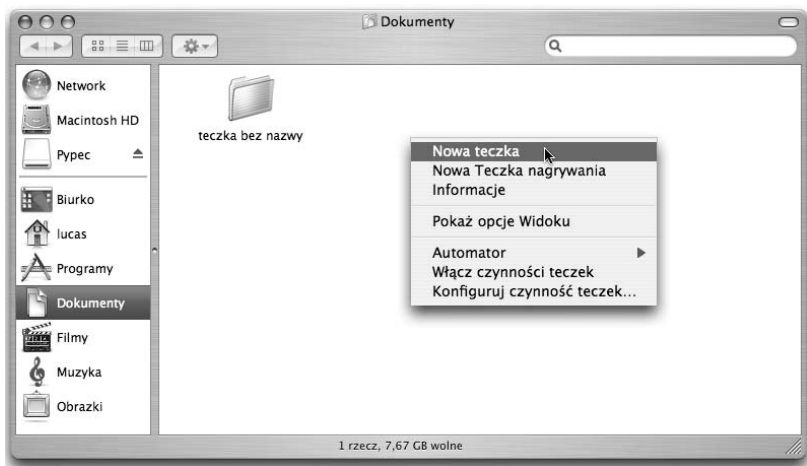 Dokumenty
Network
Macintosh HD
Pypec
Biurko
lucas
Programy
Dokumenty
Filmy
Muzyka
Obrazki
teczka bez nazwy
Nowa teczka
Nowa Teczka nagrywania
Informacje
Pokaż opcje Widoku
Automator
Włącz czynności teczek
Konfiguruj czynność teczek...
1 rzecz, 7,67 GB wolne